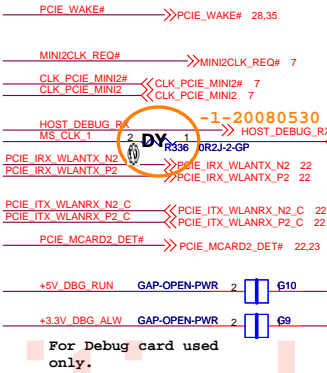 PCIE_WAKE# PCIE_WAKE# 28,35
MINI2CLK_REQ# MINI2CLK_REQ# 7
CLK_PCIE_MINI2# CLK_PCIE_MINI2# 7
CLK_PCIE_MINI2 CLK_PCIE_MINI2 7
-1-20080530
HOST_DEBUG_RX HOST_DEBUG_RX
MS_CLK_1 2 DY 1
R336 0R2J-2-GP
PCIE_IRX_WLANTX_N2 PCIE_IRX_WLANTX_N2 22
PCIE_IRX_WLANTX_P2 PCIE_IRX_WLANTX_P2 22
PCIE_ITX_WLANRX_N2_C PCIE_ITX_WLANRX_N2_C 22
PCIE_ITX_WLANRX_P2_C PCIE_ITX_WLANRX_P2_C 22
PCIE_MCARD2_DET# PCIE_MCARD2_DET# 22,23
+5V_DBG_RUN GAP-OPEN-PWR 2 G10
+3.3V_DBG_ALW GAP-OPEN-PWR 2 G9
For Debug card used
only.